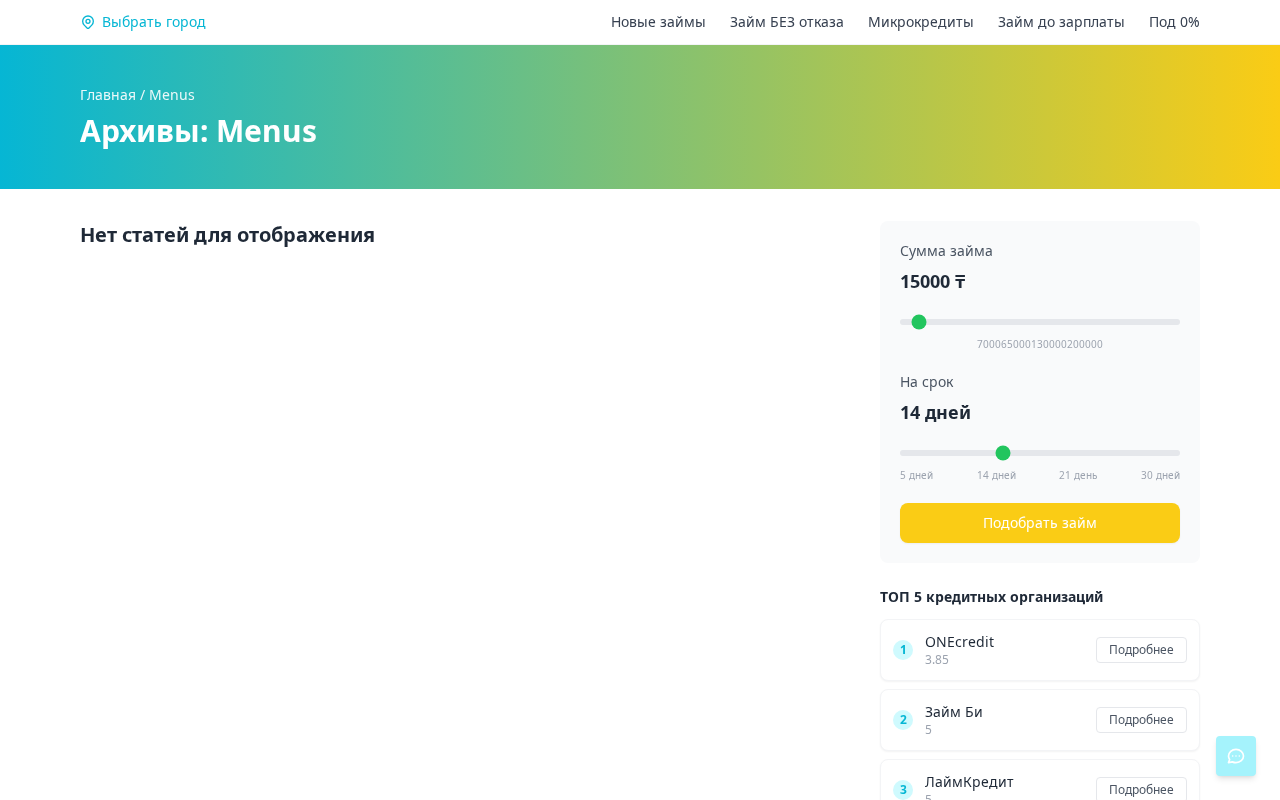 Выбрать город
Новые займы
Займ БЕЗ отказа
Микрокредиты
Займ до зарплаты
Под 0%
Главная / Menus
Архивы: Menus
Нет статей для отображения
Сумма займа
15000 ₸
700065000130000200000
На срок
14 дней
5 дней 14 дней 21 день 30 дней
Подобрать займ
ТОП 5 кредитных организаций
1 ONEcredit Подробнее
3.85
2 Займ Би Подробнее
5
3 ЛаймКредит Подробнее
5